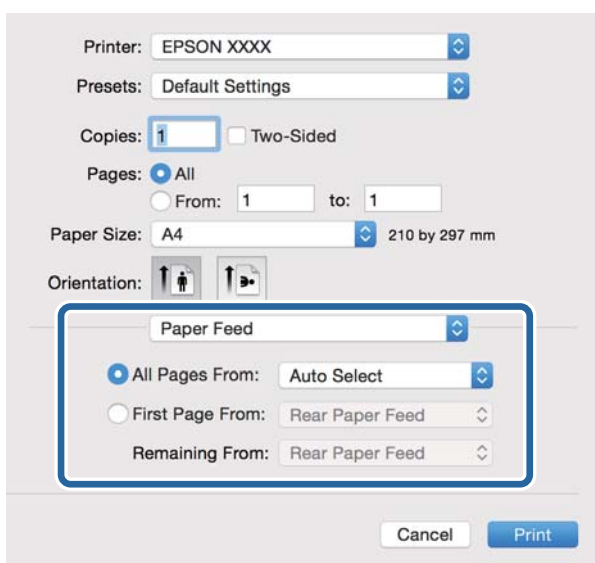 Printer: EPSON XXXX
Presets: Default Settings
Copies: 1 Two-Sided
Pages: All
From: 1 to: 1
Paper Size: A4 210 by 297 mm
Orientation:
Paper Feed
All Pages From: Auto Select
First Page From: Rear Paper Feed
Remaining From: Rear Paper Feed
Cancel Print